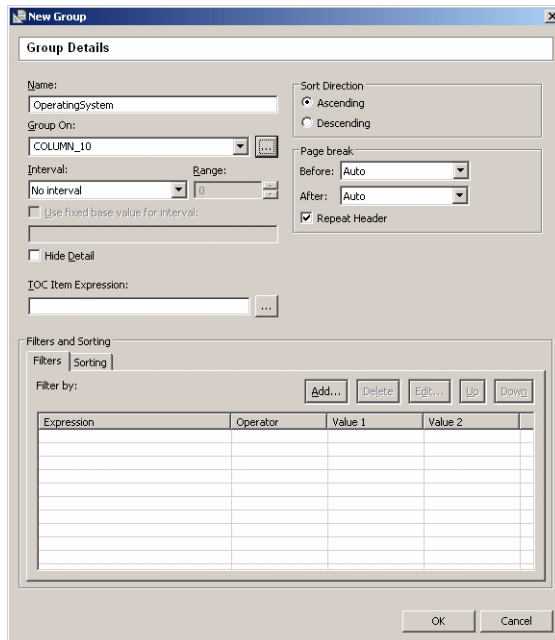 New Group
Group Details
Name:
OperatingSystem
Group On:
COLUMN_10
...
Interval:
Range:
No interval
0
Use fixed base value for interval:
Hide Detail
TOC Item Expression:
...
Sort Direction
Ascending
Descending
Page break
Before: Auto
After: Auto
Repeat Header
Filters and Sorting
Filters Sorting
Filter by:
Add... Delete Edit... Up Down
Expression Operator Value 1 Value 2
OK Cancel